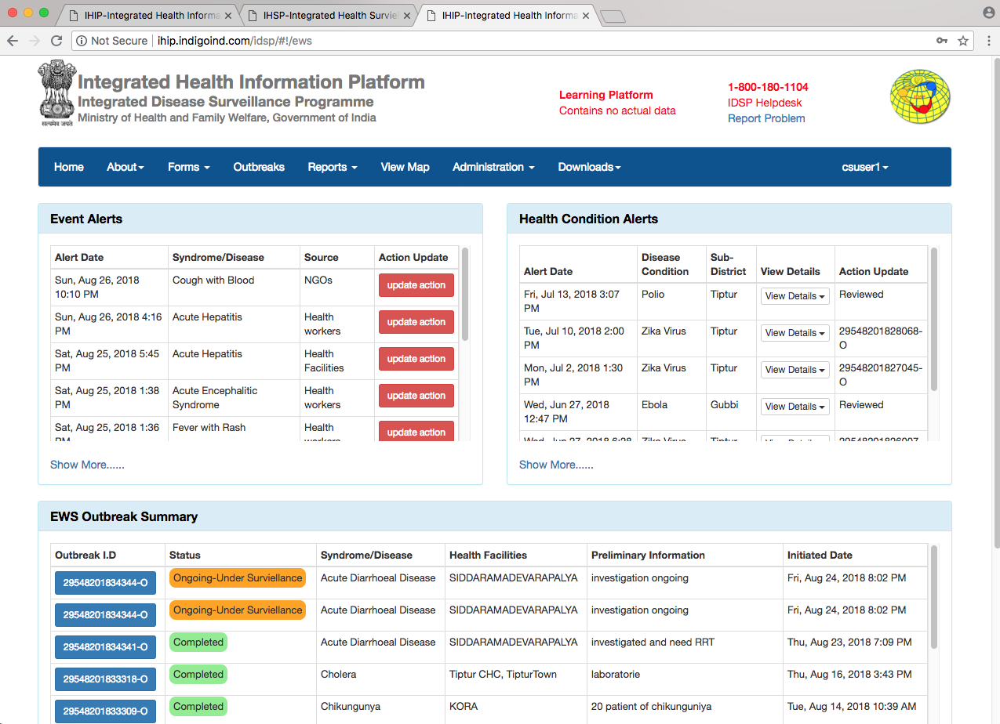 IHIP-Integrated Health Informa
IHSP-Integrated Health Survie
IHIP-Integrated Health Informa
Not Secure
ihip.indigoind.com/idsp/#!/ews
Integrated Health Information Platform
Integrated Disease Surveillance Programme
Ministry of Health and Family Welfare, Government of India
सत्यमेव जयते
Learning Platform
Contains no actual data
1-800-180-1104
IDSP Helpdesk
Report Problem
Home About Forms Outbreaks Reports View Map Administration Downloads csuser1
Event Alerts
Alert Date Syndrome/Disease Source Action Update
Sun, Aug 26, 2018 Cough with Blood NGOs update action
10:10 PM
Sun, Aug 26, 2018 4:16 Acute Hepatitis Health update action
PM workers
Sat, Aug 25, 2018 5:45 Acute Hepatitis Health update action
PM Facilities
Sat, Aug 25, 2018 1:38 Acute Encephalitic Health update action
PM Syndrome workers
Sat, Aug 25, 2018 1:36 Fever with Rash Health update action
PM workers
Show More......
Health Condition Alerts
Disease Sub-
Alert Date Condition District View Details Action Update
Fri, Jul 13, 2018 3:07 Polio Tiptur View Details Reviewed
PM
Tue, Jul 10, 2018 2:00 Zika Virus Tiptur View Details 29548201828068-
PM O
Mon, Jul 2, 2018 1:30 Zika Virus Tiptur View Details 29548201827045-
PM O
Wed, Jun 27, 2018 Ebola Gubbi View Details Reviewed
12:47 PM
Wed, Jun 27, 2018 6:28 Zika Virus Tiptur View Details
Show More......
EWS Outbreak Summary
Outbreak I.D Status Syndrome/Disease Health Facilities Preliminary Information Initiated Date
29548201834344-O Ongoing-Under Surviellance Acute Diarrhoeal Disease SIDDARAMADEVARAPALYA investigation ongoing Fri, Aug 24, 2018 8:02 PM
29548201834344-O Ongoing-Under Surviellance Acute Diarrhoeal Disease SIDDARAMADEVARAPALYA investigation ongoing Fri, Aug 24, 2018 8:02 PM
29548201834341-O Completed Acute Diarrhoeal Disease SIDDARAMADEVARAPALYA investigated and need RRT Thu, Aug 23, 2018 7:09 PM
29548201833318-O Completed Cholera Tiptur CHC, TipturTown laboratorie Thu, Aug 16, 2018 3:43 PM
29548201833309-O Completed Chikungunya KORA 20 patient of chikunguniya Tue, Aug 14, 2018 10:39 AM